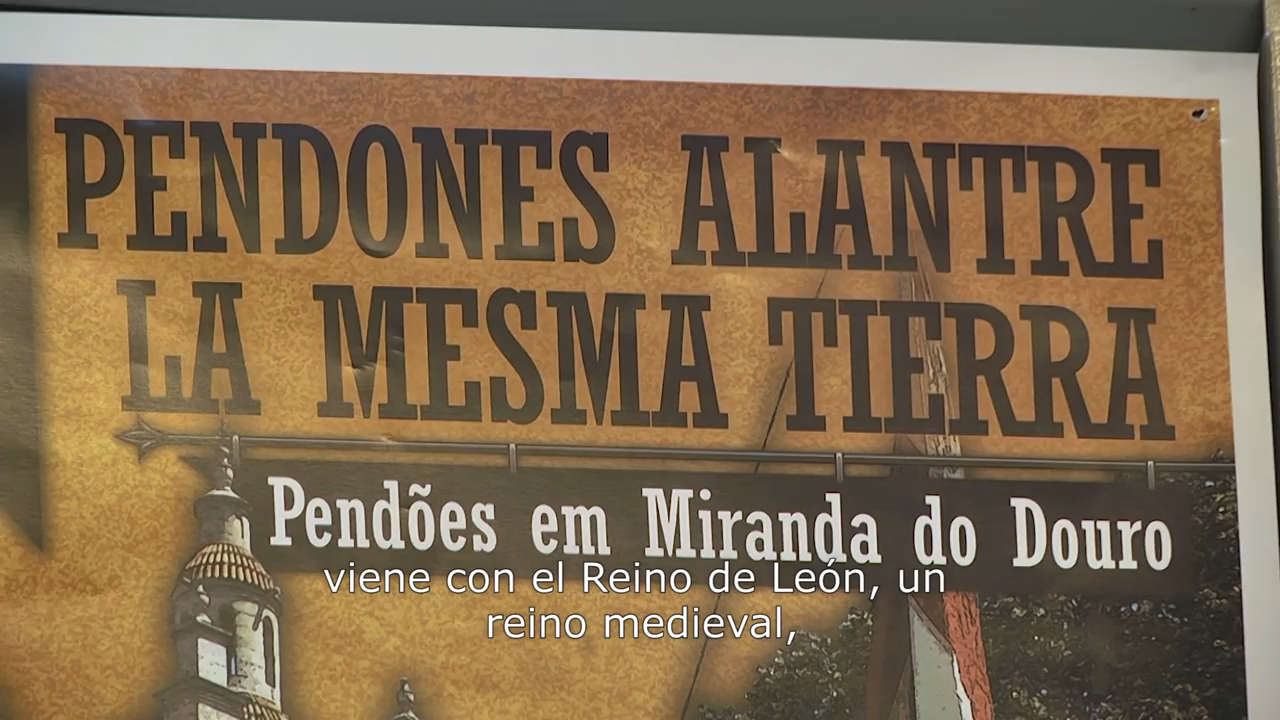 PENDONES ALANTRE
LA MESMA TIERRA
Pendões em Miranda do Douro
viene con el Reino de León, un
reino medieval,